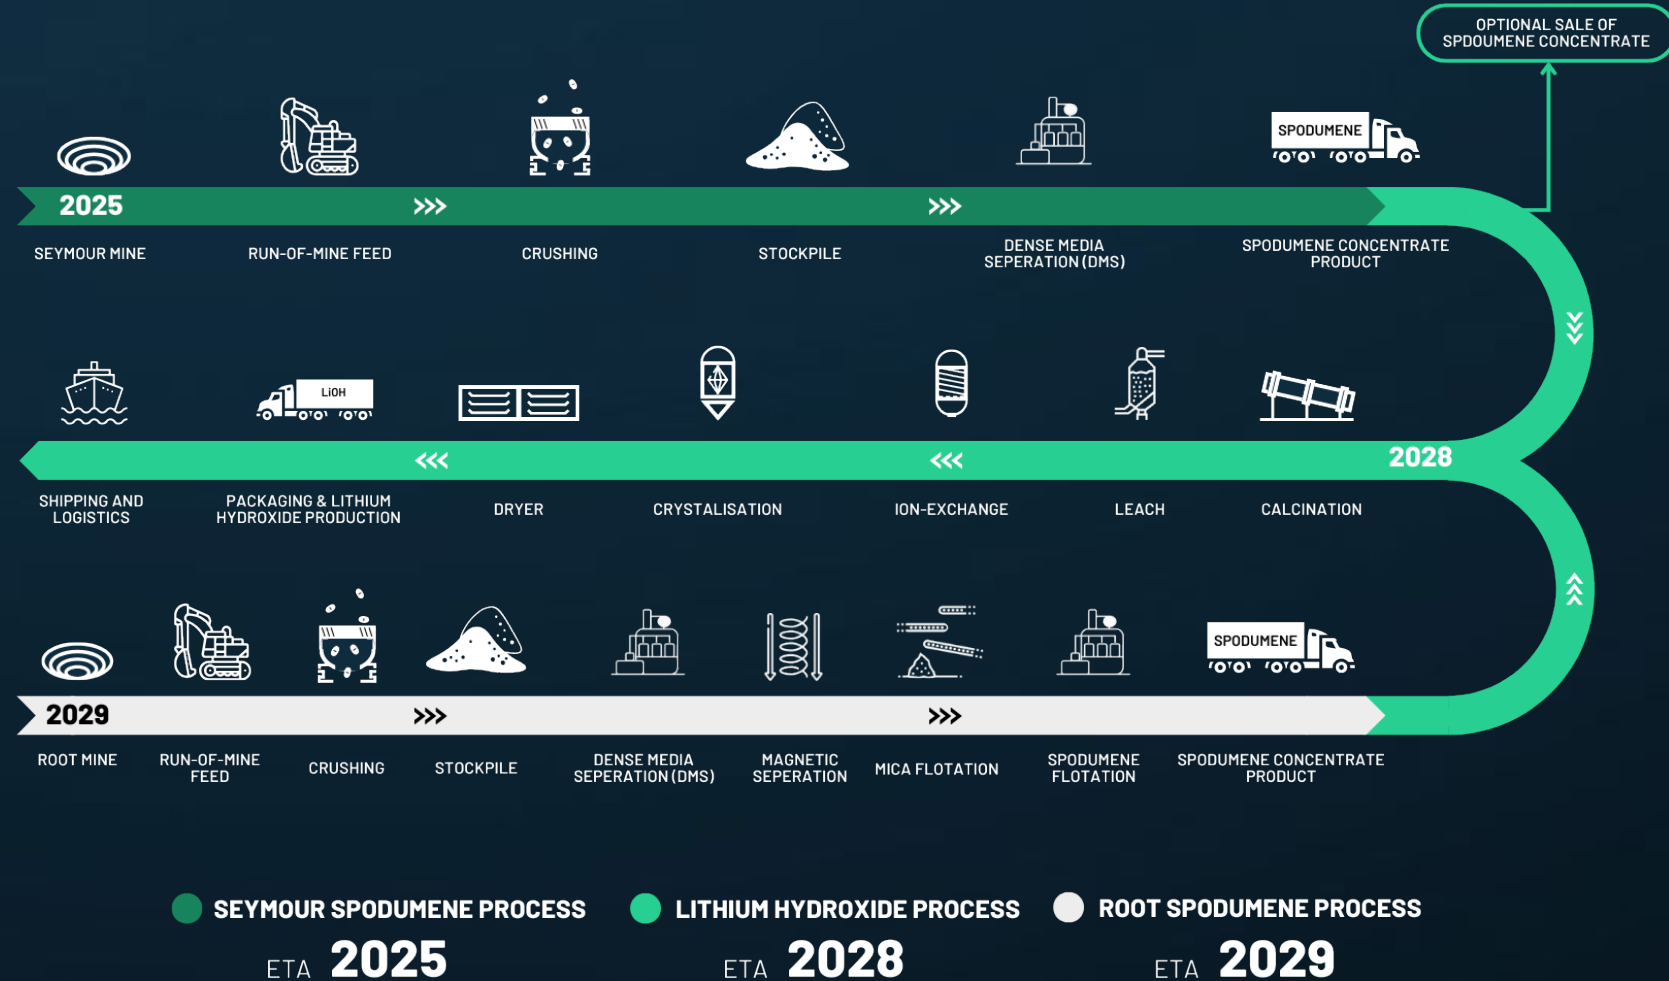 OPTIONAL SALE OF
SPDOUMENE CONCENTRATE
SPODUMENE
2025
SEYMOUR MINE
RUN-OF-MINE FEED
CRUSHING
STOCKPILE
DENSE MEDIA
SEPERATION (DMS)
SPODUMENE CONCENTRATE
PRODUCT
LiOH
2028
SHIPPING AND
LOGISTICS
PACKAGING & LITHIUM
HYDROXIDE PRODUCTION
DRYER
CRYSTALISATION
ION-EXCHANGE
LEACH
CALCINATION
SPODUMENE
2029
ROOT MINE
RUN-OF-MINE
FEED
CRUSHING
STOCKPILE
DENSE MEDIA
SEPERATION (DMS)
MAGNETIC
SEPERATION
MICA FLOTATION
SPODUMENE
FLOTATION
SPODUMENE CONCENTRATE
PRODUCT
SEYMOUR SPODUMENE PROCESS
ETA 2025
LITHIUM HYDROXIDE PROCESS
ETA 2028
ROOT SPODUMENE PROCESS
ETA 2029